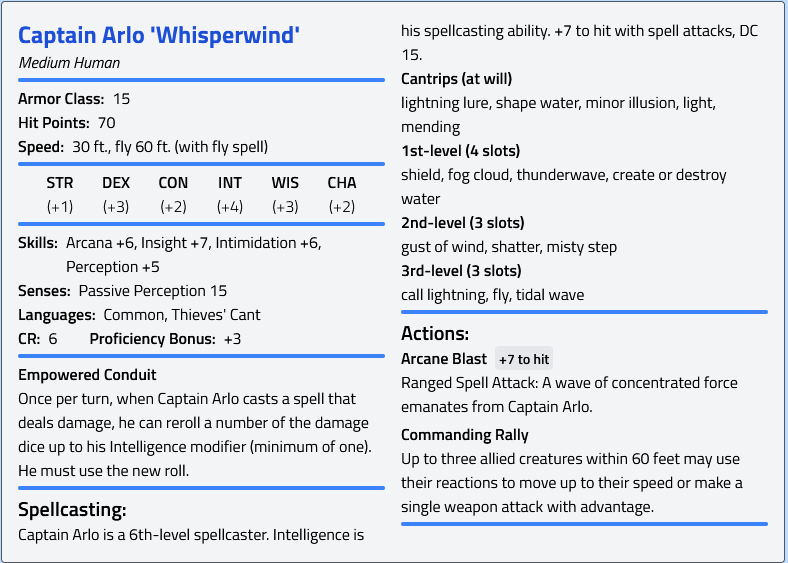 Captain Arlo 'Whisperwind'
Medium Human
Armor Class: 15
Hit Points: 70
Speed: 30 ft., fly 60 ft. (with fly spell)
STR DEX CON INT WIS CHA
(+1) (+3) (+2) (+4) (+3) (+2)
Skills: Arcana +6, Insight +7, Intimidation +6,
Perception +5
Senses: Passive Perception 15
Languages: Common, Thieves' Cant
CR: 6 Proficiency Bonus: +3
Empowered Conduit
Once per turn, when Captain Arlo casts a spell that
deals damage, he can reroll a number of the damage
dice up to his Intelligence modifier (minimum of one).
He must use the new roll.
Spellcasting:
Captain Arlo is a 6th-level spellcaster. Intelligence is
his spellcasting ability. +7 to hit with spell attacks, DC
15.
Cantrips (at will)
lightning lure, shape water, minor illusion, light,
mending
1st-level (4 slots)
shield, fog cloud, thunderwave, create or destroy
water
2nd-level (3 slots)
gust of wind, shatter, misty step
3rd-level (3 slots)
call lightning, fly, tidal wave
Actions:
Arcane Blast +7 to hit
Ranged Spell Attack: A wave of concentrated force
emanates from Captain Arlo.
Commanding Rally
Up to three allied creatures within 60 feet may use
their reactions to move up to their speed or make a
single weapon attack with advantage.